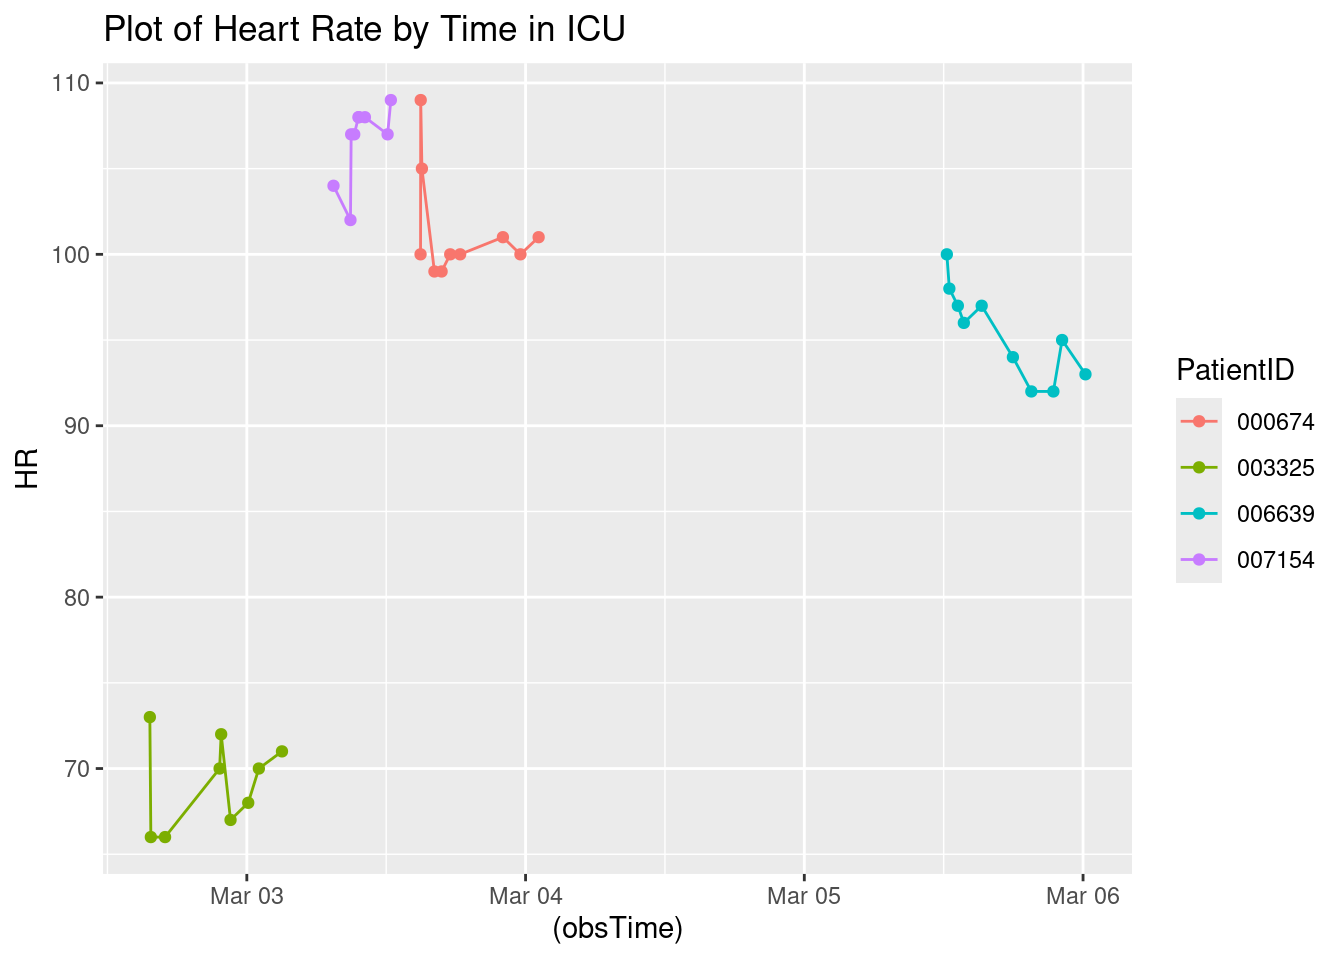 Plot of Heart Rate by Time in ICU
110
100
90
80
70
HR
Mar 03
Mar 04
Mar 05
Mar 06
(obsTime)
PatientID
000674
003325
006639
007154